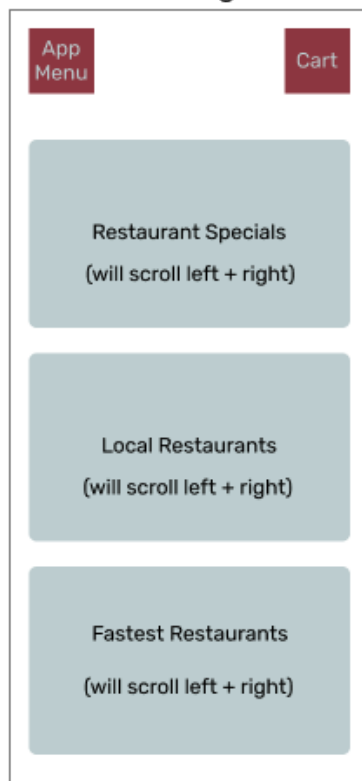 App
Menu
Cart
Restaurant Specials
(will scroll left + right)
Local Restaurants
(will scroll left + right)
Fastest Restaurants
(will scroll left + right)